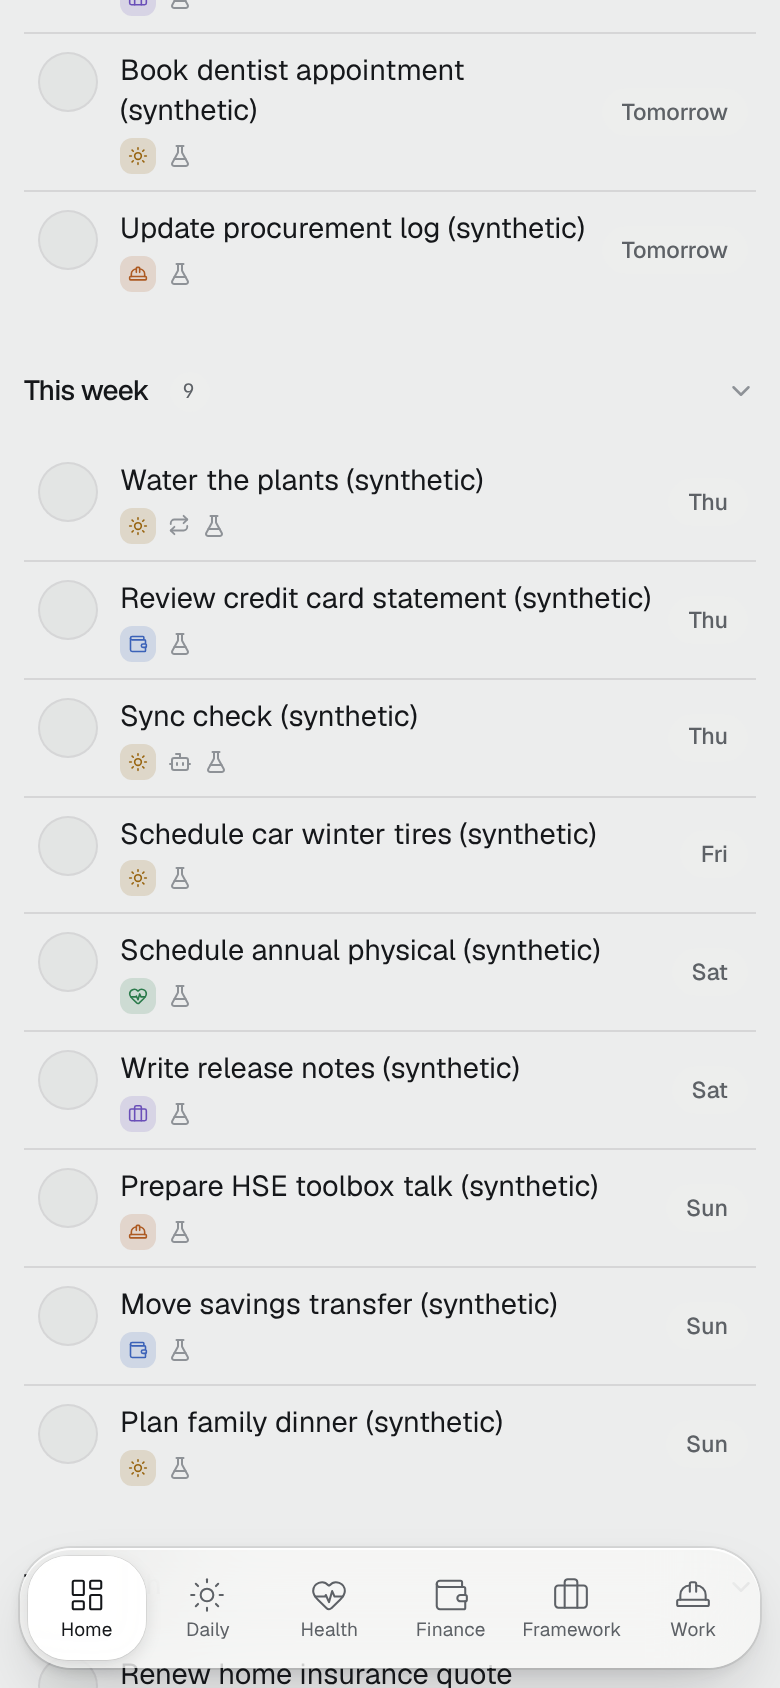 Book dentist appointment
(synthetic)
Tomorrow
Update procurement log (synthetic)
Tomorrow
This week 9
Water the plants (synthetic)
Thu
Review credit card statement (synthetic)
Thu
Sync check (synthetic)
Thu
Schedule car winter tires (synthetic)
Fri
Schedule annual physical (synthetic)
Sat
Write release notes (synthetic)
Sat
Prepare HSE toolbox talk (synthetic)
Sun
Move savings transfer (synthetic)
Sun
Plan family dinner (synthetic)
Sun
Home Daily Health Finance Framework Work
Renew home insurance quote